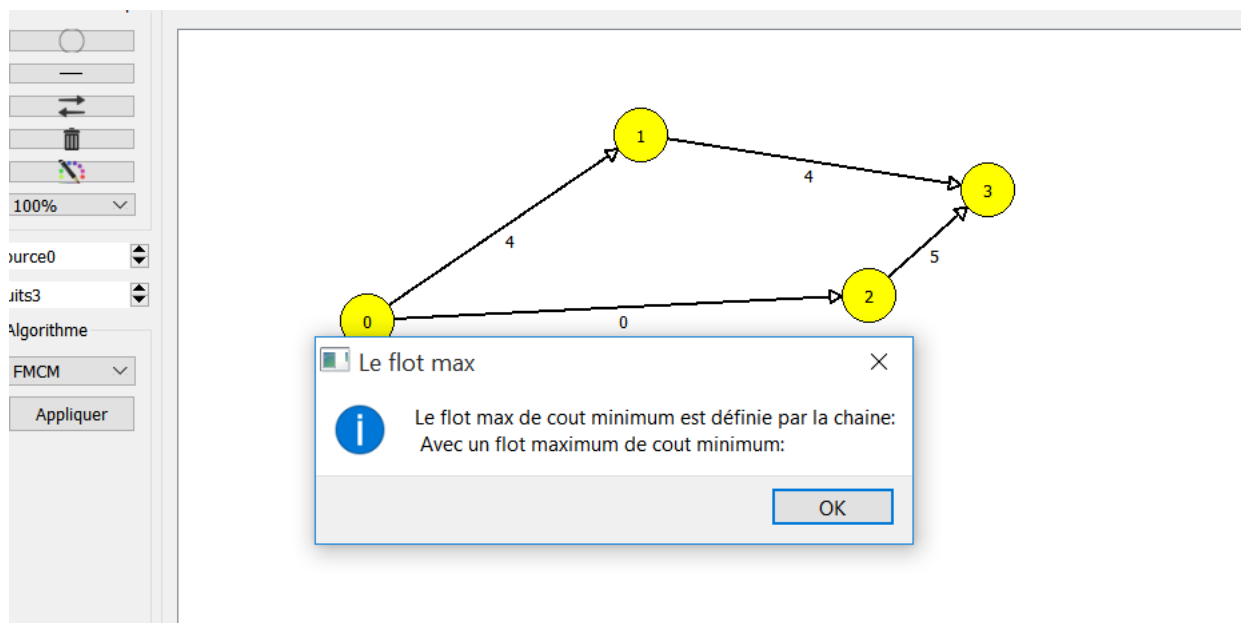 100%
ource0
uits3
Algorithme
FMCM
Appliquer
1
4
3
4
5
2
0
0
Le flot max
Le flot max de cout minimum est définie par la chaine:
Avec un flot maximum de cout minimum:
OK